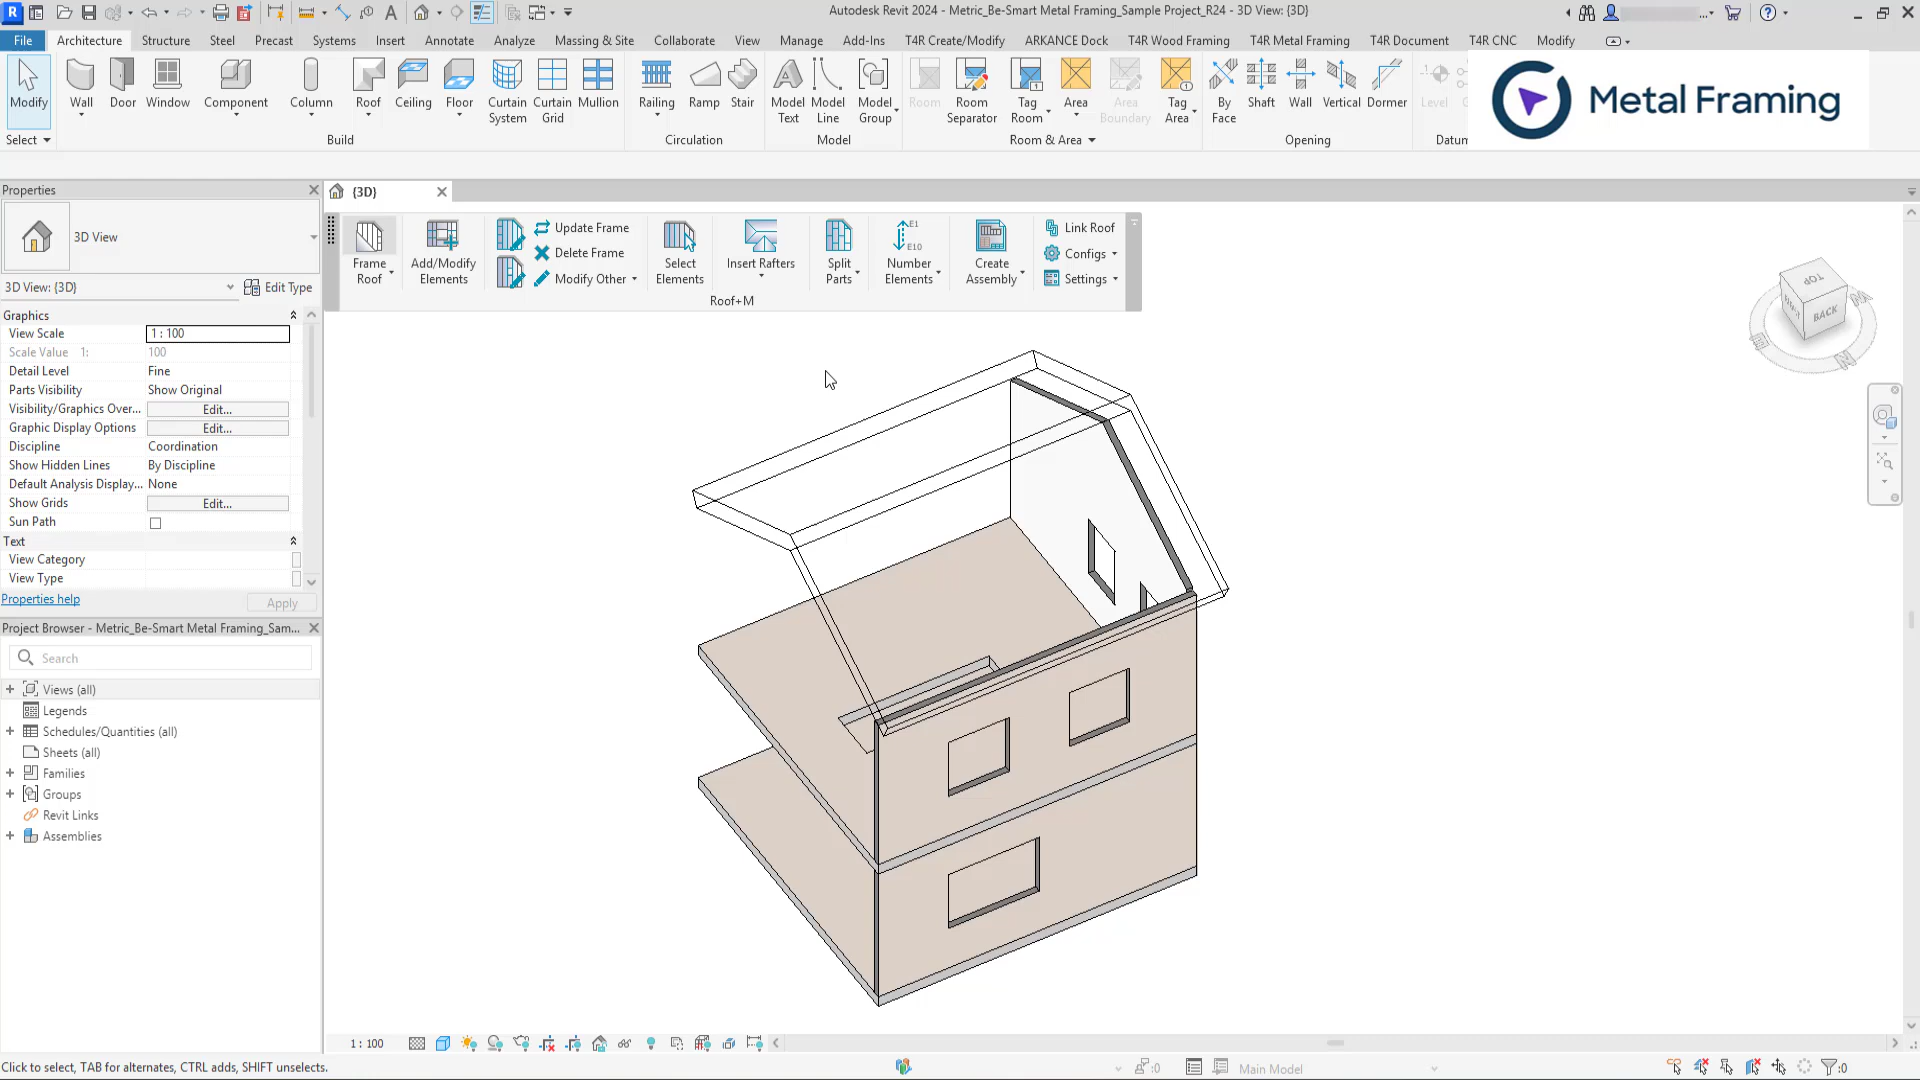 Autodesk Revit 2024 - Metric_Be-Smart Metal Framing_Sample Project_R24 - 3D View: {3D}
File Architecture Structure Steel Precast Systems Insert Annotate Analyze Massing & Site Collaborate View Manage Add-Ins T4R Create/Modify ARKANCE Dock T4R Wood Framing T4R Metal Framing T4R Document T4R CNC Modify
Modify Wall Door Window Component Column Roof Ceiling Floor Curtain System Curtain Grid Mullion Railing Ramp Stair Model Text Model Line Model Group Room Room Separator Tag Room Area Area Boundary Tag Area By Face Shaft Wall Vertical Dormer Level
Metal Framing
Select Build Circulation Model Room & Area Opening Datum
Properties
{3D}
3D View
Frame Roof
Add/Modify Elements
Update Frame
Delete Frame
Modify Other
Select Elements
Insert Rafters
Split Parts
E1
E10
Number Elements
Create Assembly
Link Roof
Configs
Settings
Roof+M
3D View: {3D} Edit Type
Graphics
View Scale 1 : 100
Scale Value 1: 100
Detail Level Fine
Parts Visibility Show Original
Visibility/Graphics Over... Edit...
Graphic Display Options Edit...
Discipline Coordination
Show Hidden Lines By Discipline
Default Analysis Display... None
Show Grids Edit...
Sun Path
Text
View Category
View Type
Properties help Apply
Project Browser - Metric_Be-Smart Metal Framing_Sam...
Search
Views (all)
Legends
Schedules/Quantities (all)
Sheets (all)
Families
Groups
Revit Links
Assemblies
TOP
BACK
1 : 100
Click to select, TAB for alternates, CTRL adds, SHIFT unselects.
:0
Main Model
:0